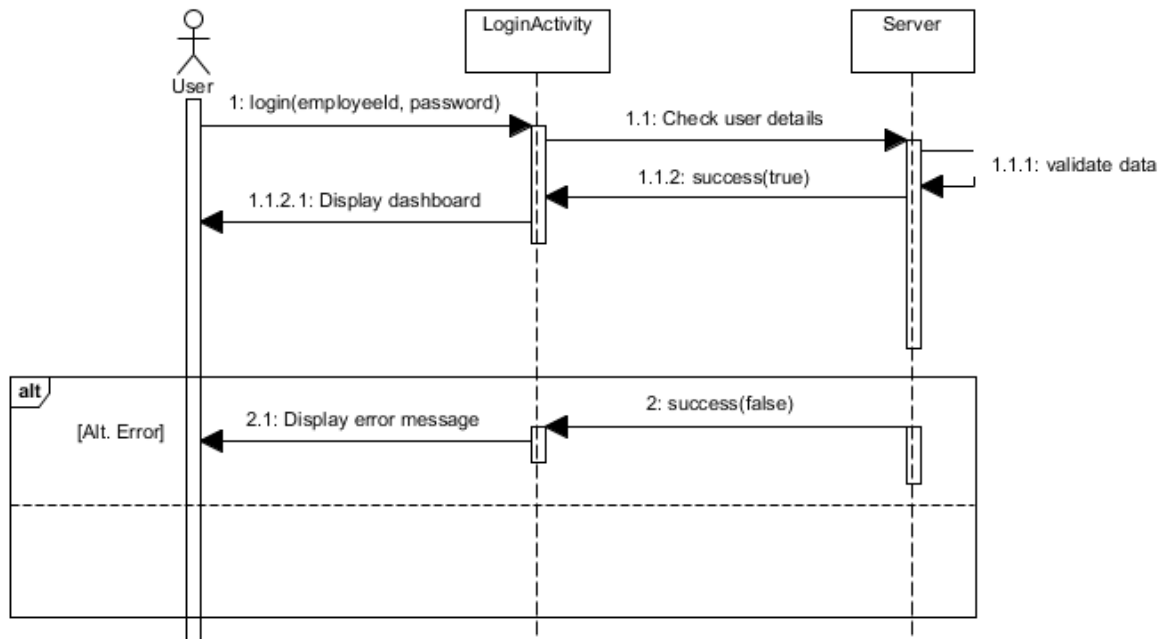 LoginActivity
Server
User
1: login(employeeId, password)
1.1: Check user details
1.1.1: validate data
1.1.2: success(true)
1.1.2.1: Display dashboard
alt
2: success(false)
[Alt. Error]
2.1: Display error message